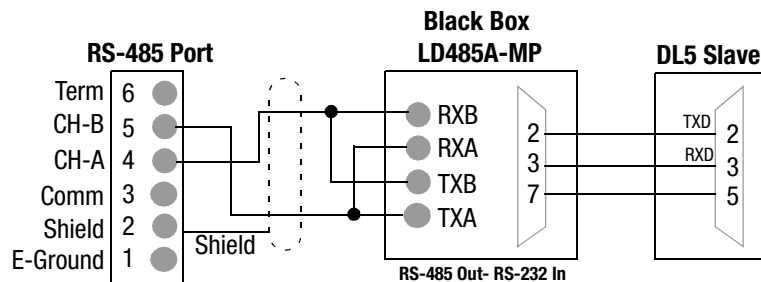 Black Box
RS-485 Port
LD485A-MP
DL5 Slave
Term 6
CH-B 5
CH-A 4
Comm 3
Shield 2
E-Ground 1
Shield
RXB
RXA
TXB
TXA
2
3
7
TXD
RXD
2
3
5
RS-485 Out- RS-232 In